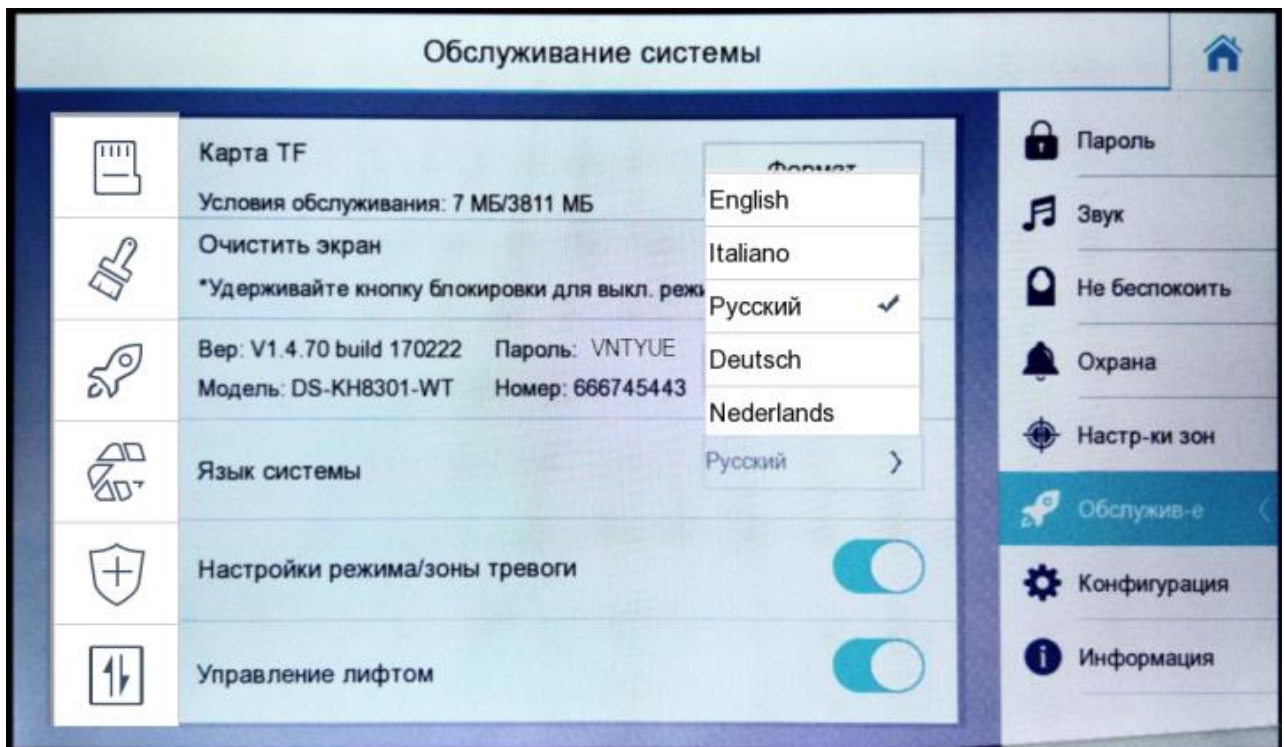 Обслуживание системы
Карта TF
Формат
Условия обслуживания: 7 МБ/3811 МБ
Очистить экран
*Удерживайте кнопку блокировки для выкл.
English
Italiano
Русский
Deutsch
Nederlands
Вер: V1.4.70 build 170222 Пароль: VNTYUE
Модель: DS-KH8301-WT Номер: 666745443
Язык системы
Русский
Настройки режима/зоны тревоги
Управление лифтом
Пароль
Звук
Не беспокоить
Охрана
Настр-ки зон
Обслужив-е
Конфигурация
Информация